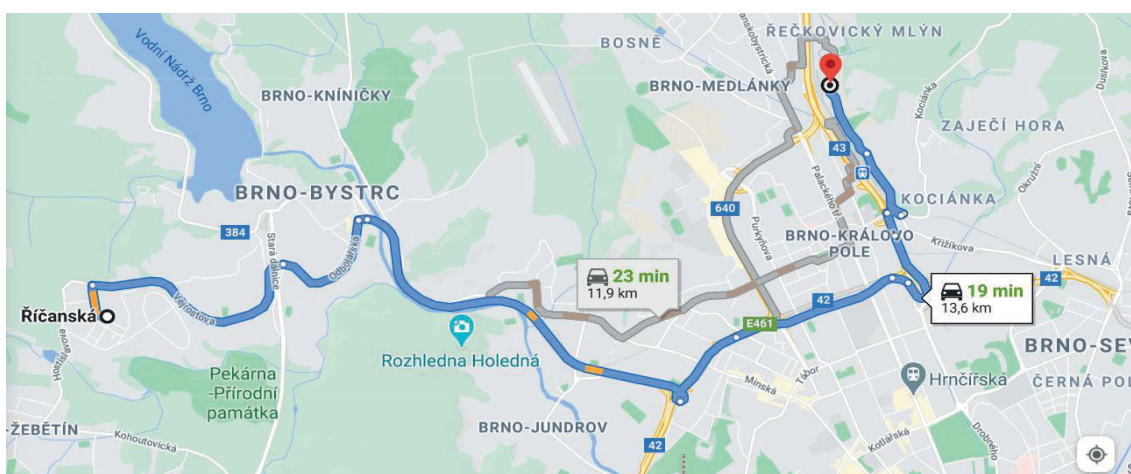 ŘEČKOVICKÝ MLÝN
BOSNĚ
Vodní Nádrž Brno
BRNO-MEDLÁNKY
BRNO-KNÍNIČKY
Kociánka
Dusíkova
ZAJEČÍ HORA
43
Okružní
BRNO-BYSTRC
KOCIÁNKA
640
384
Palackého tř.
Purkyňova
BRNO-KRÁLOVO
POLE
Křižíkova
LESNÁ
Stará dálnice
Odbojářská
23 min
11,9 km
42
42
19 min
13,6 km
Vejrostova
Říčanská
E461
Rozhledna Holedná
BRNO-SEV
Pekárna
-Přírodní
památka
Mínská
Tábor
Hrnčířská
ČERNÁ POL
-ŽEBĚTÍN
Kohoutovická
BRNO-JUNDROV
42
Kotlářská
Drobného